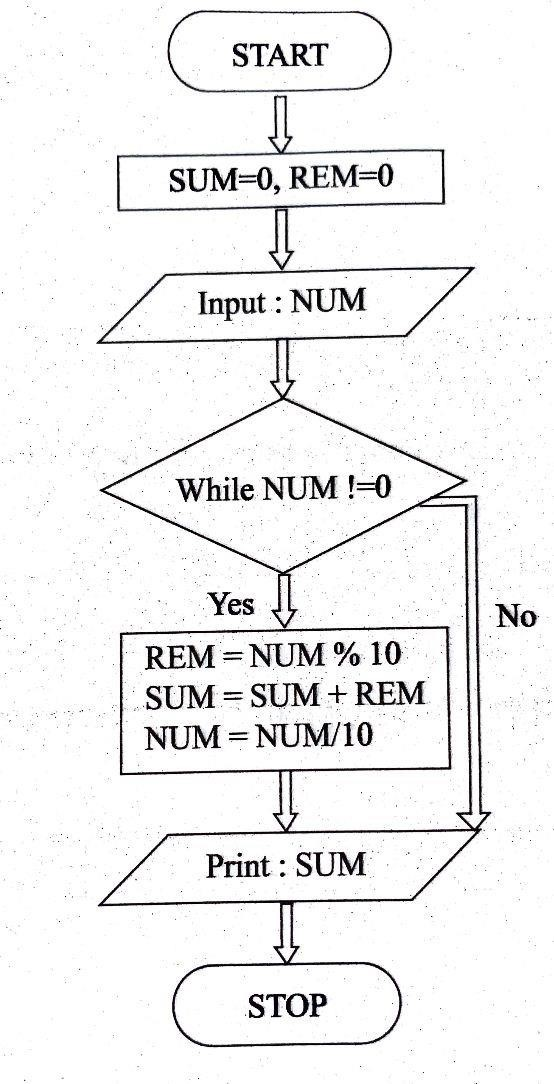 START
SUM=0, REM=0
Input : NUM
While NUM !=0
Yes
No
REM = NUM % 10
SUM = SUM + REM
NUM = NUM/10
Print : SUM
STOP